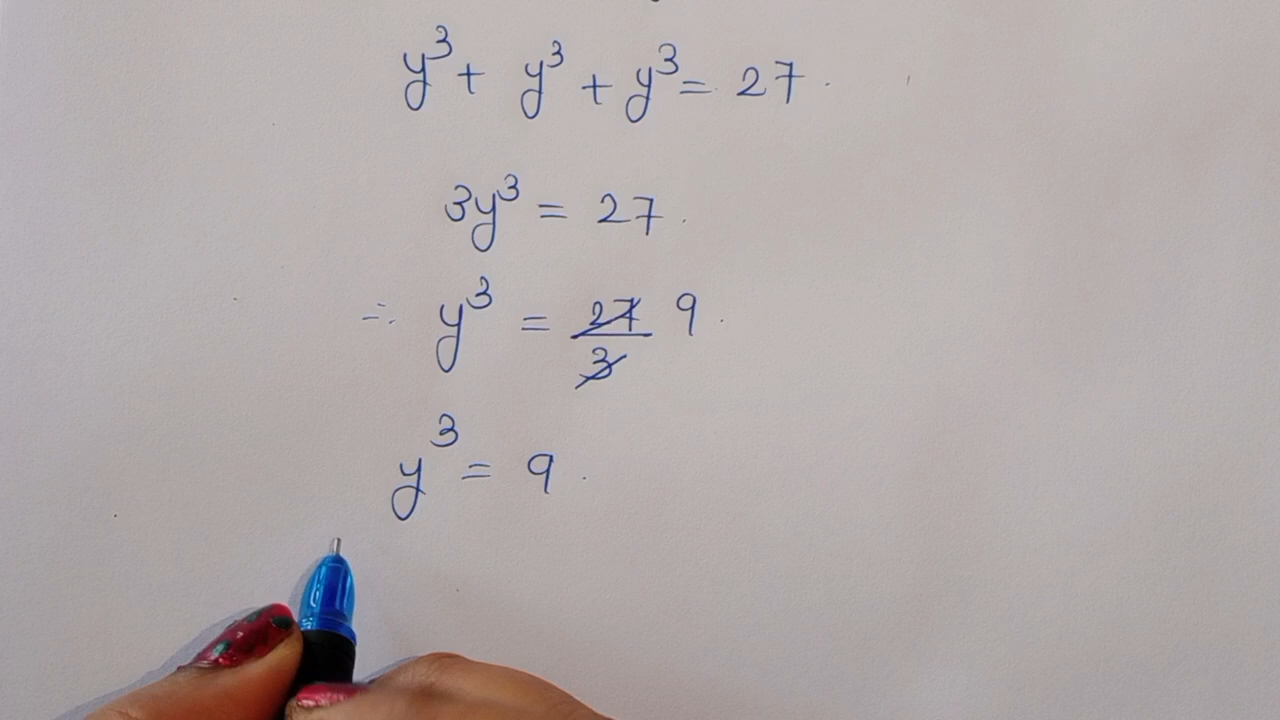 y³ + y³ + y³ = 27.
3y³ = 27.
∴ y³ = 27/3 9.
y³ = 9.